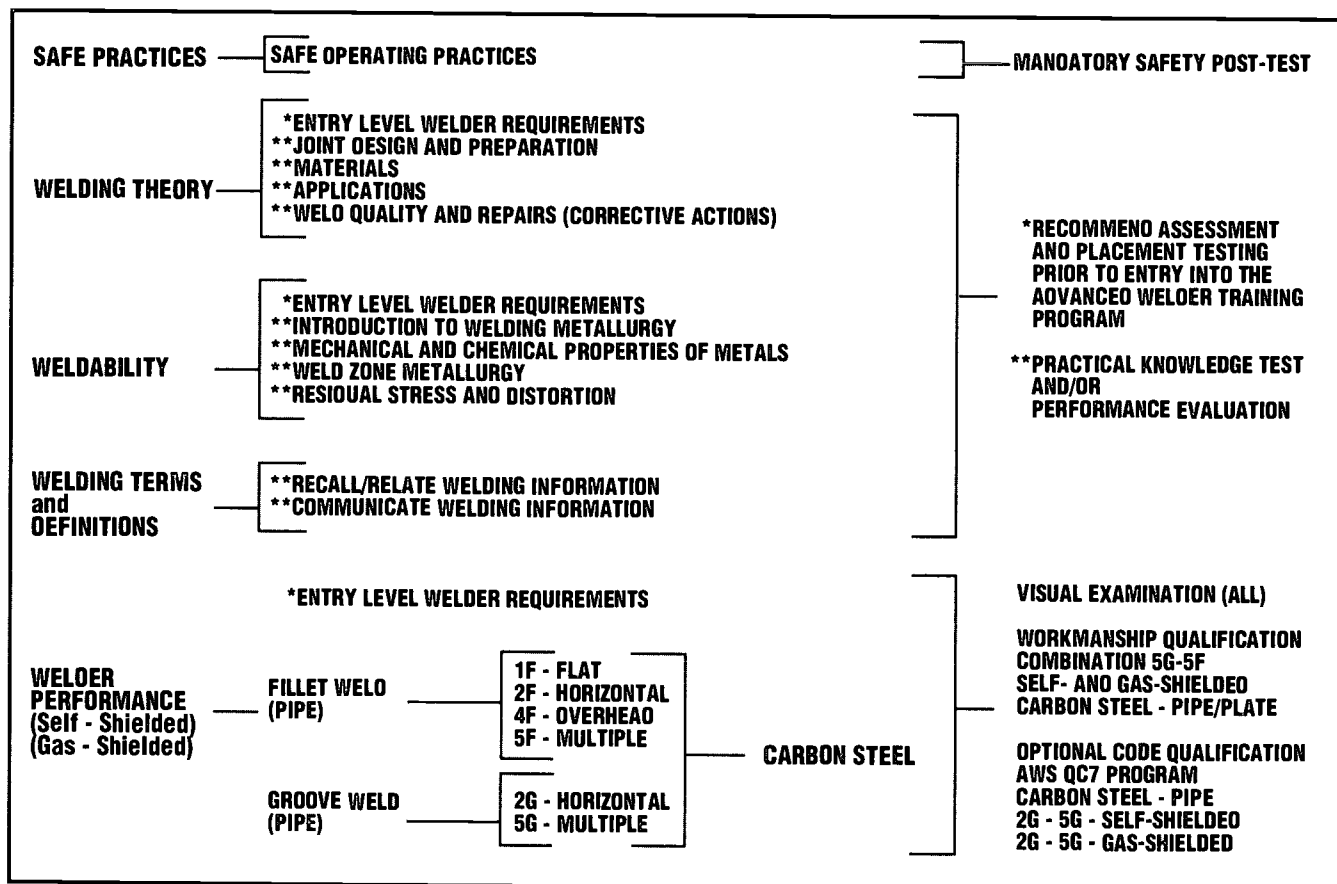 SAFE PRACTICES
SAFE OPERATING PRACTICES
MANOATORY SAFETY POST-TEST
WELDING THEORY
*ENTRY LEVEL WELDER REQUIREMENTS
**JOINT OESIGN AND PREPARATION
**MATERIALS
**APPLICATIONS
**WELO QUALITY AND REPAIRS (CORRECTIVE ACTIONS)
WELDABILITY
*ENTRY LEVEL WELDER REQUIREMENTS
**INTRODUCTION TO WELDING METALLURGY
**MECHANICAL AND CHEMICAL PROPERTIES OF METALS
**WELD ZONE METALLURGY
**RESIOUAL STRESS ANO DISTORTION
WELDING TERMS
and
OEFINITIONS
**RECALL/RELATE WELDING INFORMATION
**COMMUNICATE WELDING INFORMATION
*RECOMMENO ASSESSMENT
ANO PLACEMENT TESTING
PRIOR TO ENTRY INTO THE
AOVANCEO WELOER TRAINING
PROGRAM
**PRACTICAL KNOWLEDGE TEST
AND/OR
PERFORMANCE EVALUATION
*ENTRY LEVEL WELDER REQUIREMENTS
WELOER
PERFORMANCE
(Self - Shielded)
(Gas - Shielded)
FILLET WELO
(PIPE)
1F - FLAT
2F - HORIZONTAL
4F - OVERHEAO
5F - MULTIPLE
GROOVE WELD
(PIPE)
2G - HORIZONTAL
5G - MULTIPLE
CARBON STEEL
VISUAL EXAMINATION (ALL)
WORKMANSHIP QUALIFICATION
COMBINATION 5G-5F
SELF- ANO GAS-SHIELDEO
CARBON STEEL - PIPE/PLATE
OPTIONAL CODE QUALIFICATION
AWS QC7 PROGRAM
CARBON STEEL - PIPE
2G - 5G - SELF-SHIELDEO
2G - 5G - GAS-SHIELDED